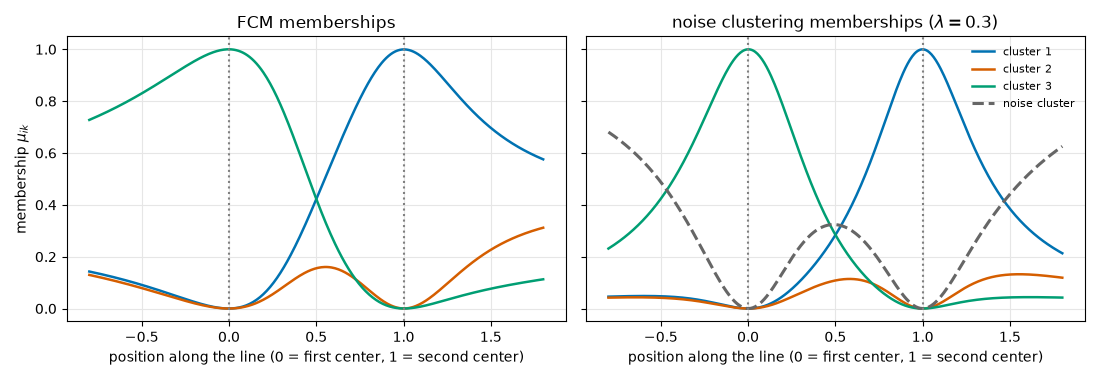 FCM memberships
membership μ_ik
1.0
0.8
0.6
0.4
0.2
0.0
−0.5 0.0 0.5 1.0 1.5
position along the line (0 = first center, 1 = second center)
noise clustering memberships (λ = 0.3)
cluster 1
cluster 2
cluster 3
noise cluster
−0.5 0.0 0.5 1.0 1.5
position along the line (0 = first center, 1 = second center)